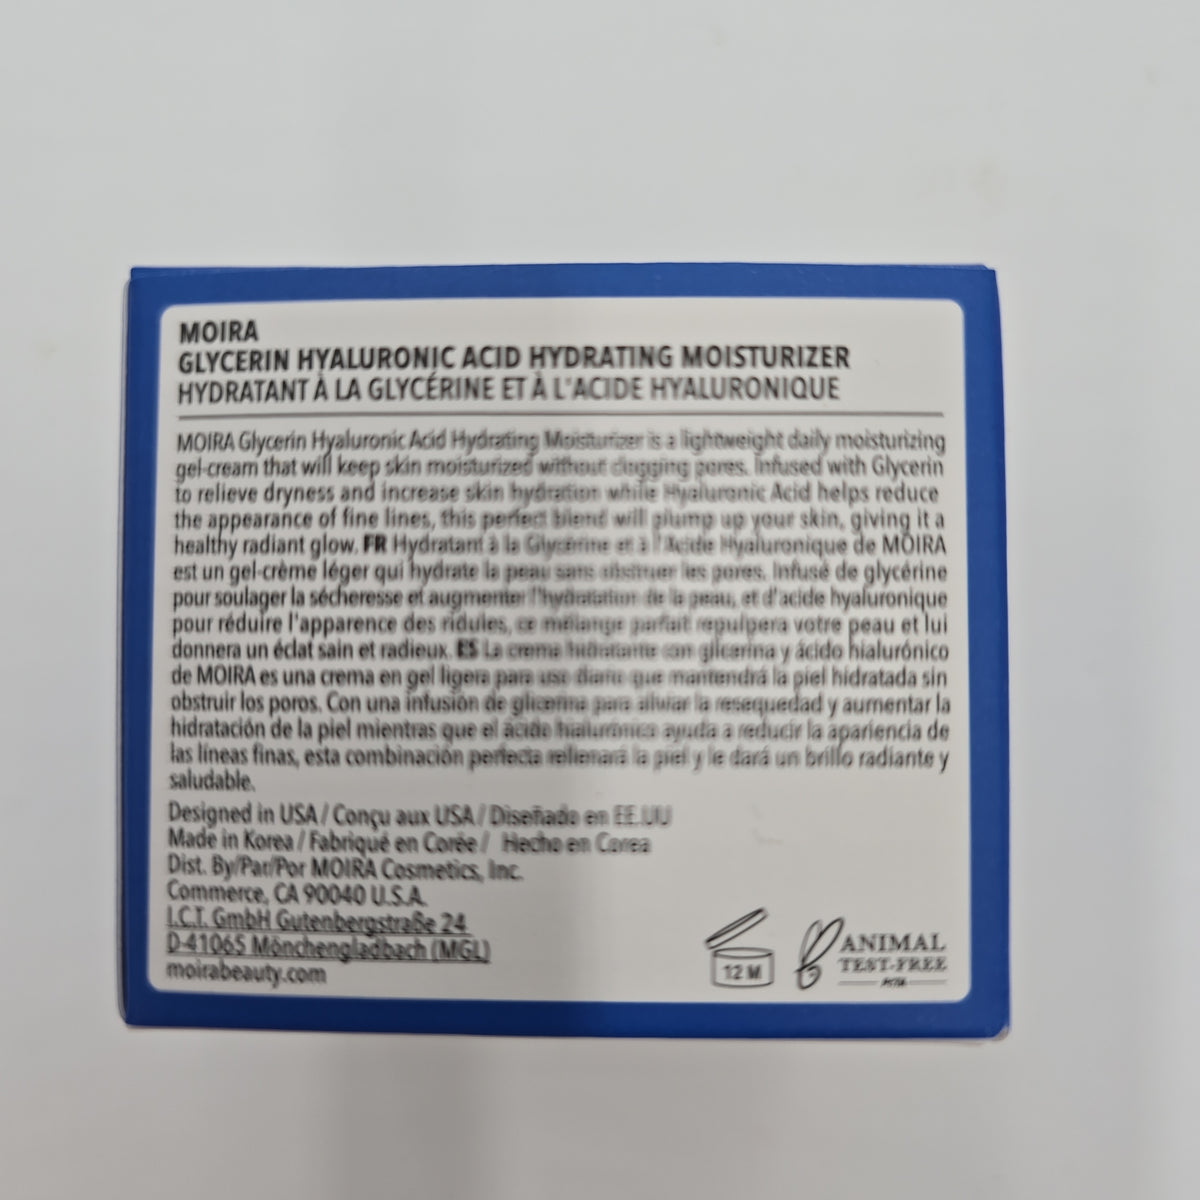 MOIRA
GLYCERIN HYALURONIC ACID HYDRATING MOISTURIZER
HYDRATANT À LA GLYCÉRINE ET À L'ACIDE HYALURONIQUE
MOIRA Glycerin Hyaluronic Acid Hydrating Moisturizer is a lightweight daily moisturizing
gel-cream that will keep skin moisturized without clogging pores. Infused with Glycerin
to relieve dryness and increase skin hydration while Hyaluronic Acid helps reduce
the appearance of fine lines, this perfect blend will plump up your skin, giving it a
healthy radiant glow. FR Hydratant à la Glycérine et à l'Acide Hyaluronique de MOIRA
est un gel-crème léger qui hydrate la peau sans obstruer les pores. Infusé de glycérine
pour soulager la sécheresse et augmenter l'hydratation de la peau, et d'acide hyaluronique
pour réduire l'apparence des ridules, ce mélange parfait repulpera votre peau et lui
donnera un éclat sain et radieux. ES La crema hidratante con glicerina y ácido hialurónico
de MOIRA es una crema en gel ligera para uso diario que mantendrá la piel hidratada sin
obstruir los poros. Con una infusión de glicerina para aliviar la resequedad y aumentar la
hidratación de la piel mientras que el ácido hialurónico ayuda a reducir la apariencia de
las líneas finas, esta combinación perfecta rellenará la piel y le dará un brillo radiante y
saludable.
Designed in USA / Conçu aux USA / Diseñado en EE.UU
Made in Korea / Fabriqué en Corée / Hecho en Corea
Dist. By/Par/Por MOIRA Cosmetics, Inc.
Commerce, CA 90040 U.S.A.
I.C.T. GmbH Gutenbergstraße 24
D-41065 Mönchengladbach (MGL)
moirabeauty.com
12 M
ANIMAL
TEST-FREE
PETA